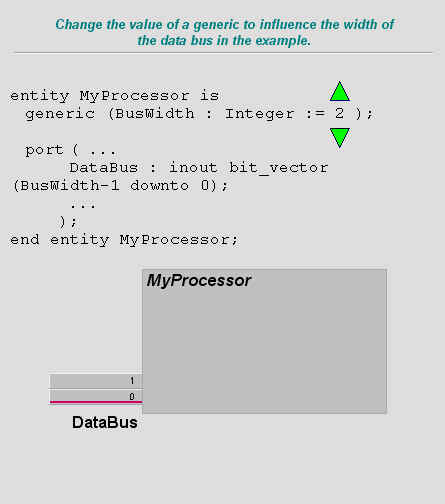 Change the value of a generic to influence the width of
the data bus in the example.
entity MyProcessor is
generic (BusWidth : Integer := 2 );
port ( ...
DataBus : inout bit_vector
(BusWidth-1 downto 0);
...
);
end entity MyProcessor;
MyProcessor
1
0
DataBus